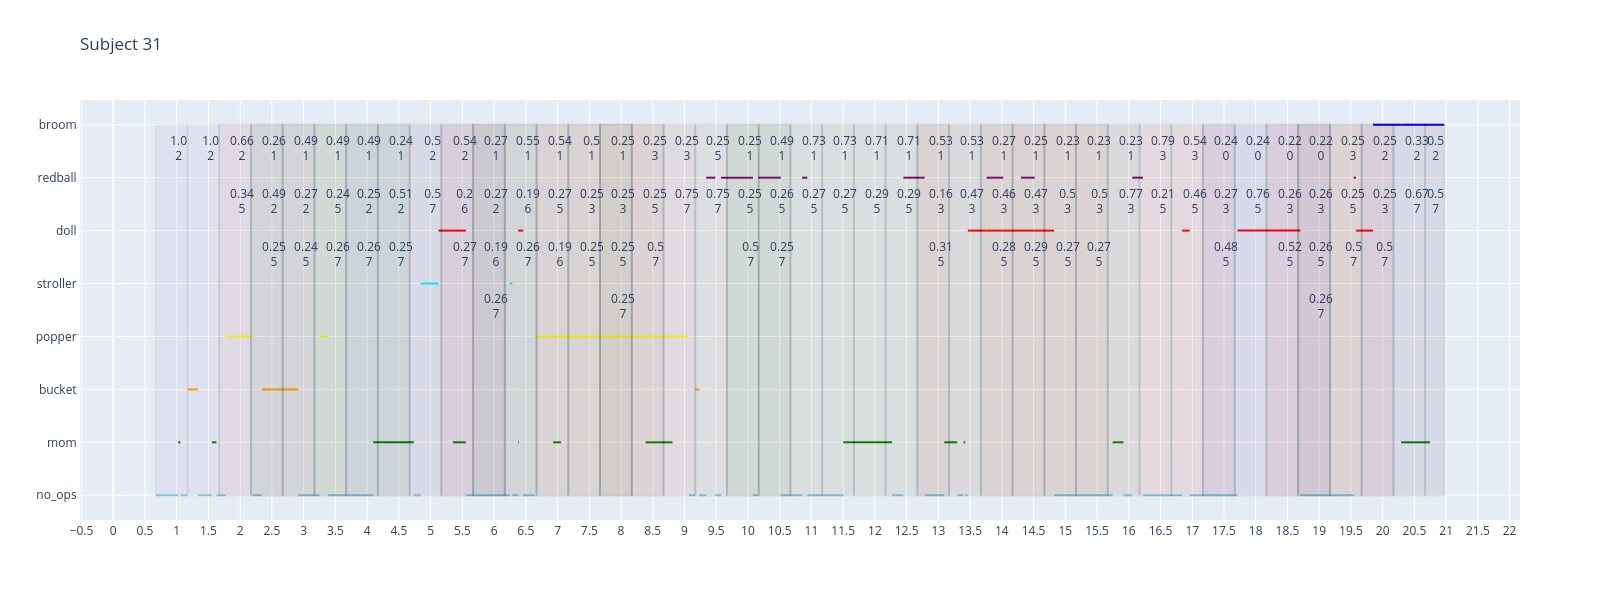 Subject 31
broom
1.0 1.0 0.66 0.26 0.49 0.49 0.49 0.24 0.5 0.54 0.27 0.55 0.54 0.5 0.25 0.25 0.25 0.25 0.25 0.49 0.73 0.73 0.71 0.71 0.53 0.53 0.27 0.25 0.23 0.23 0.23 0.79 0.54 0.24 0.24 0.22 0.22 0.25 0.25 0.33 0.5
2 2 2 1 1 1 1 1 2 2 1 1 1 1 1 3 3 5 1 1 1 1 1 1 1 1 1 1 1 1 1 3 3 0 0 0 0 3 2 2 2
redball
0.34 0.49 0.27 0.24 0.25 0.51 0.5 0.2 0.27 0.19 0.27 0.25 0.25 0.25 0.75 0.75 0.25 0.26 0.27 0.27 0.29 0.29 0.16 0.47 0.46 0.47 0.5 0.5 0.77 0.21 0.46 0.27 0.76 0.26 0.26 0.25 0.25 0.67 0.5
5 2 2 5 2 2 7 6 2 6 5 3 3 5 7 7 5 5 5 5 5 5 3 3 3 3 3 3 3 5 5 3 5 3 3 5 3 7 7
doll
0.25 0.24 0.26 0.26 0.25 0.27 0.19 0.26 0.19 0.25 0.25 0.5 0.5 0.25 0.31 0.28 0.29 0.27 0.27 0.48 0.52 0.26 0.5 0.5
5 5 7 7 7 7 6 7 6 5 5 7 7 7 5 5 5 5 5 5 5 5 7 7
stroller
0.26 0.25 0.26
7 7 7
popper
bucket
mom
no_ops
−0.5 0 0.5 1 1.5 2 2.5 3 3.5 4 4.5 5 5.5 6 6.5 7 7.5 8 8.5 9 9.5 10 10.5 11 11.5 12 12.5 13 13.5 14 14.5 15 15.5 16 16.5 17 17.5 18 18.5 19 19.5 20 20.5 21 21.5 22